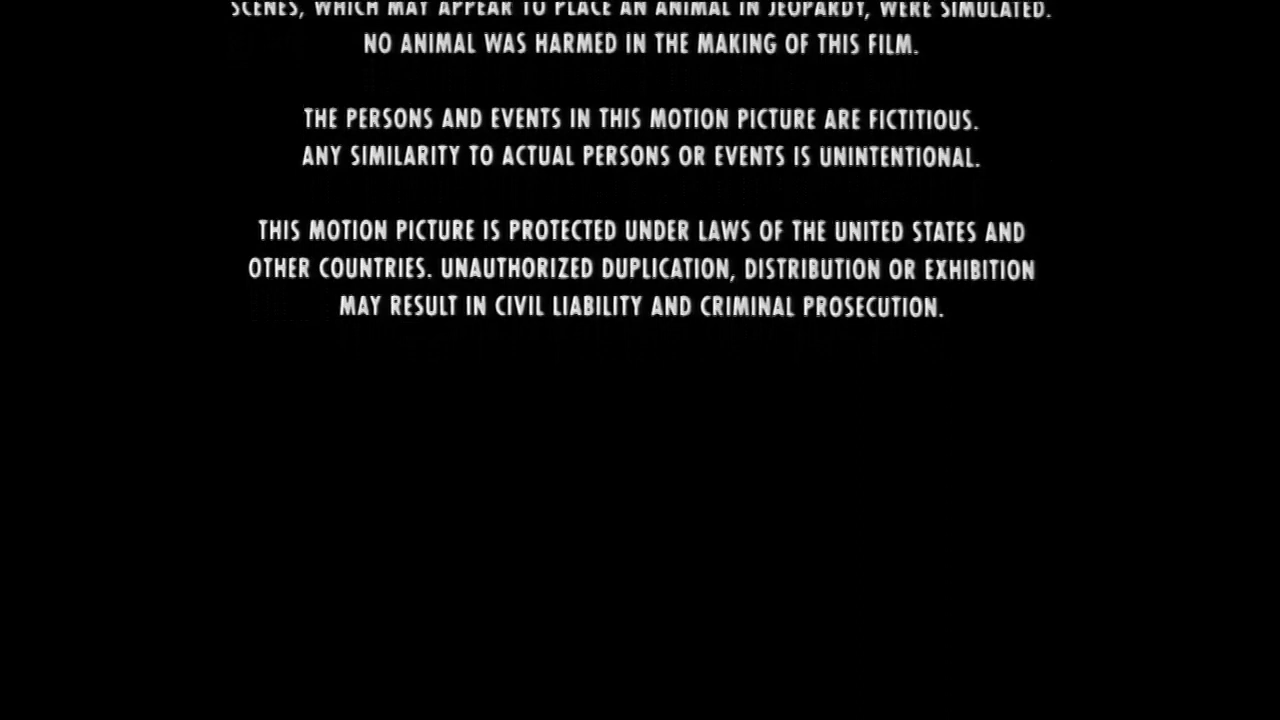 SCENES, WHICH MAY APPEAR TO PLACE AN ANIMAL IN JEOPARDY, WERE SIMULATED.
NO ANIMAL WAS HARMED IN THE MAKING OF THIS FILM.
THE PERSONS AND EVENTS IN THIS MOTION PICTURE ARE FICTITIOUS.
ANY SIMILARITY TO ACTUAL PERSONS OR EVENTS IS UNINTENTIONAL.
THIS MOTION PICTURE IS PROTECTED UNDER LAWS OF THE UNITED STATES AND
OTHER COUNTRIES. UNAUTHORIZED DUPLICATION, DISTRIBUTION OR EXHIBITION
MAY RESULT IN CIVIL LIABILITY AND CRIMINAL PROSECUTION.